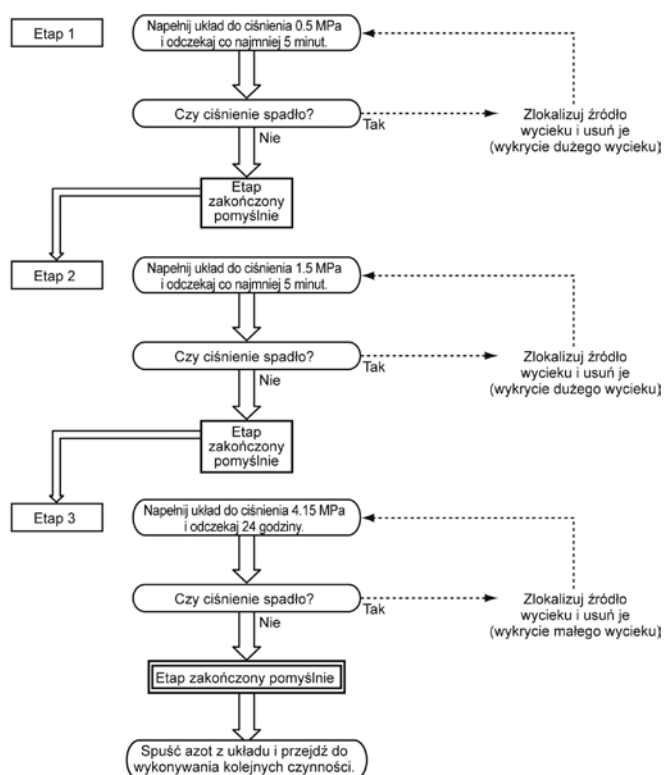 Etap 1
Napełnij układ do ciśnienia 0.5 MPa
i odczekaj co najmniej 5 minut.
Czy ciśnienie spadło?
Tak
Nie
Zlokalizuj źródło
wycieku i usuń je
(wykrycie dużego wycieku)
Etap
zakończony
pomyślnie
Etap 2
Napełnij układ do ciśnienia 1.5 MPa
i odczekaj co najmniej 5 minut.
Czy ciśnienie spadło?
Tak
Nie
Zlokalizuj źródło
wycieku i usuń je
(wykrycie dużego wycieku)
Etap
zakończony
pomyślnie
Etap 3
Napełnij układ do ciśnienia 4.15 MPa
i odczekaj 24 godziny.
Czy ciśnienie spadło?
Tak
Nie
Zlokalizuj źródło
wycieku i usuń je
(wykrycie małego wycieku)
Etap zakończony pomyślnie
Spuść azot z układu i przejdź do
wykonywania kolejnych czynności.